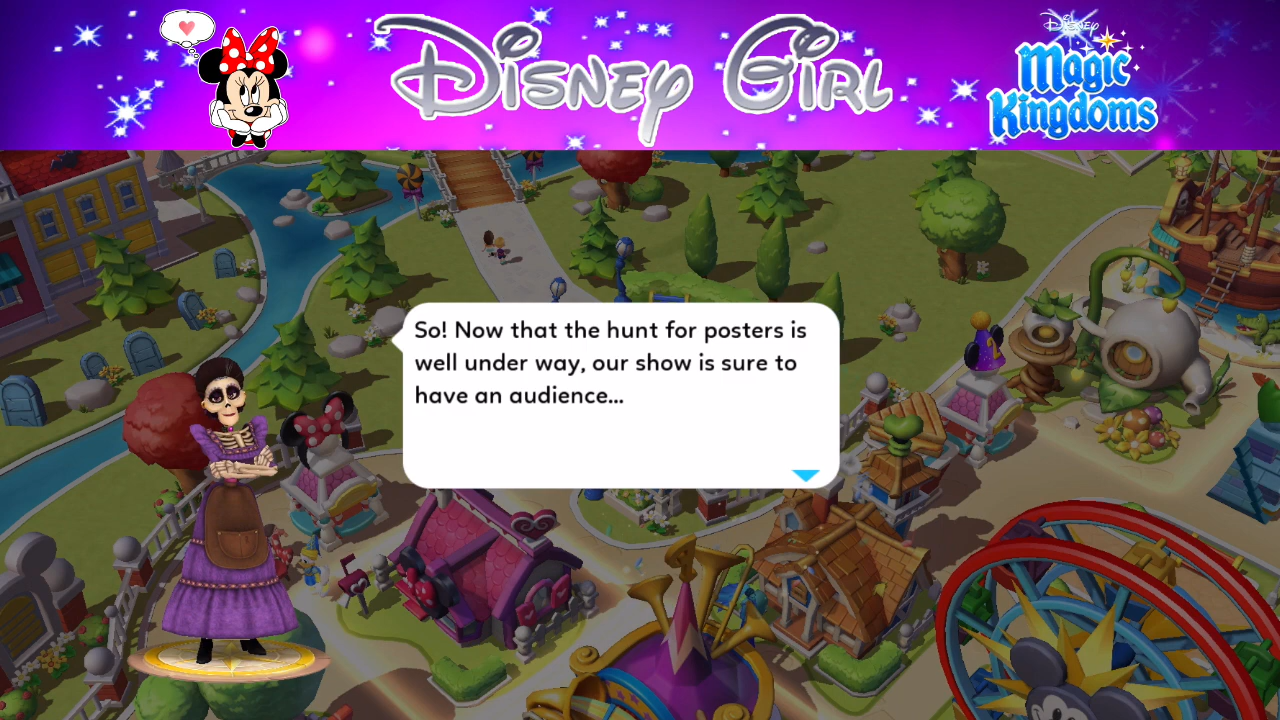 Disney Girl
Disney
Magic
Kingdoms
So! Now that the hunt for posters is
well under way, our show is sure to
have an audience...